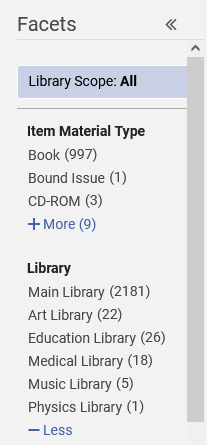 Facets
Library Scope: All
Item Material Type
Book (997)
Bound Issue (1)
CD-ROM (3)
+ More (9)
Library
Main Library (2181)
Art Library (22)
Education Library (26)
Medical Library (18)
Music Library (5)
Physics Library (1)
− Less